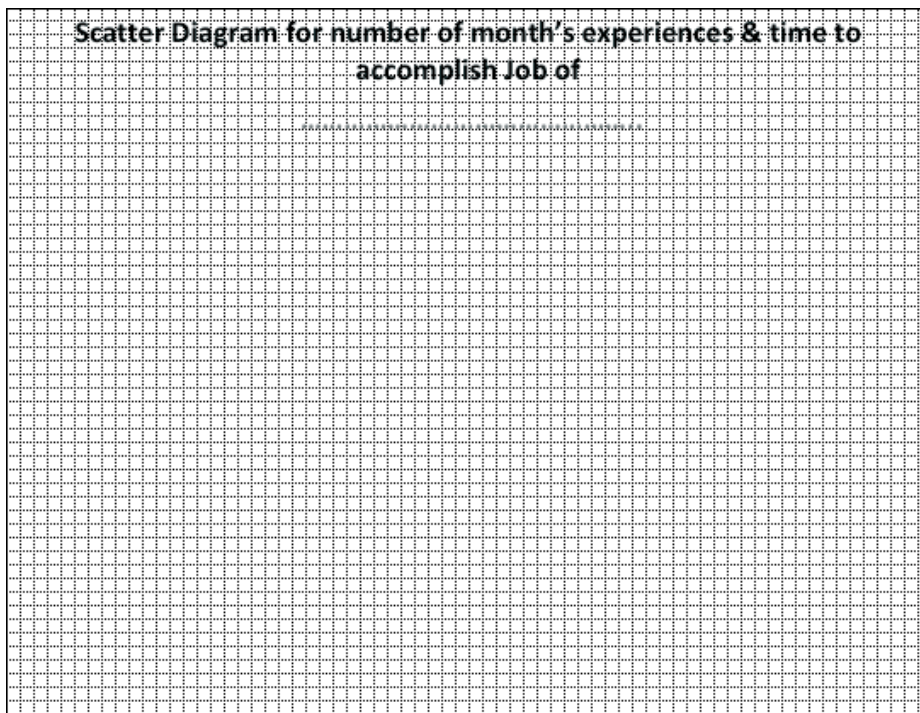 Scatter Diagram for number of month's experiences & time to
accomplish Job of
................................................